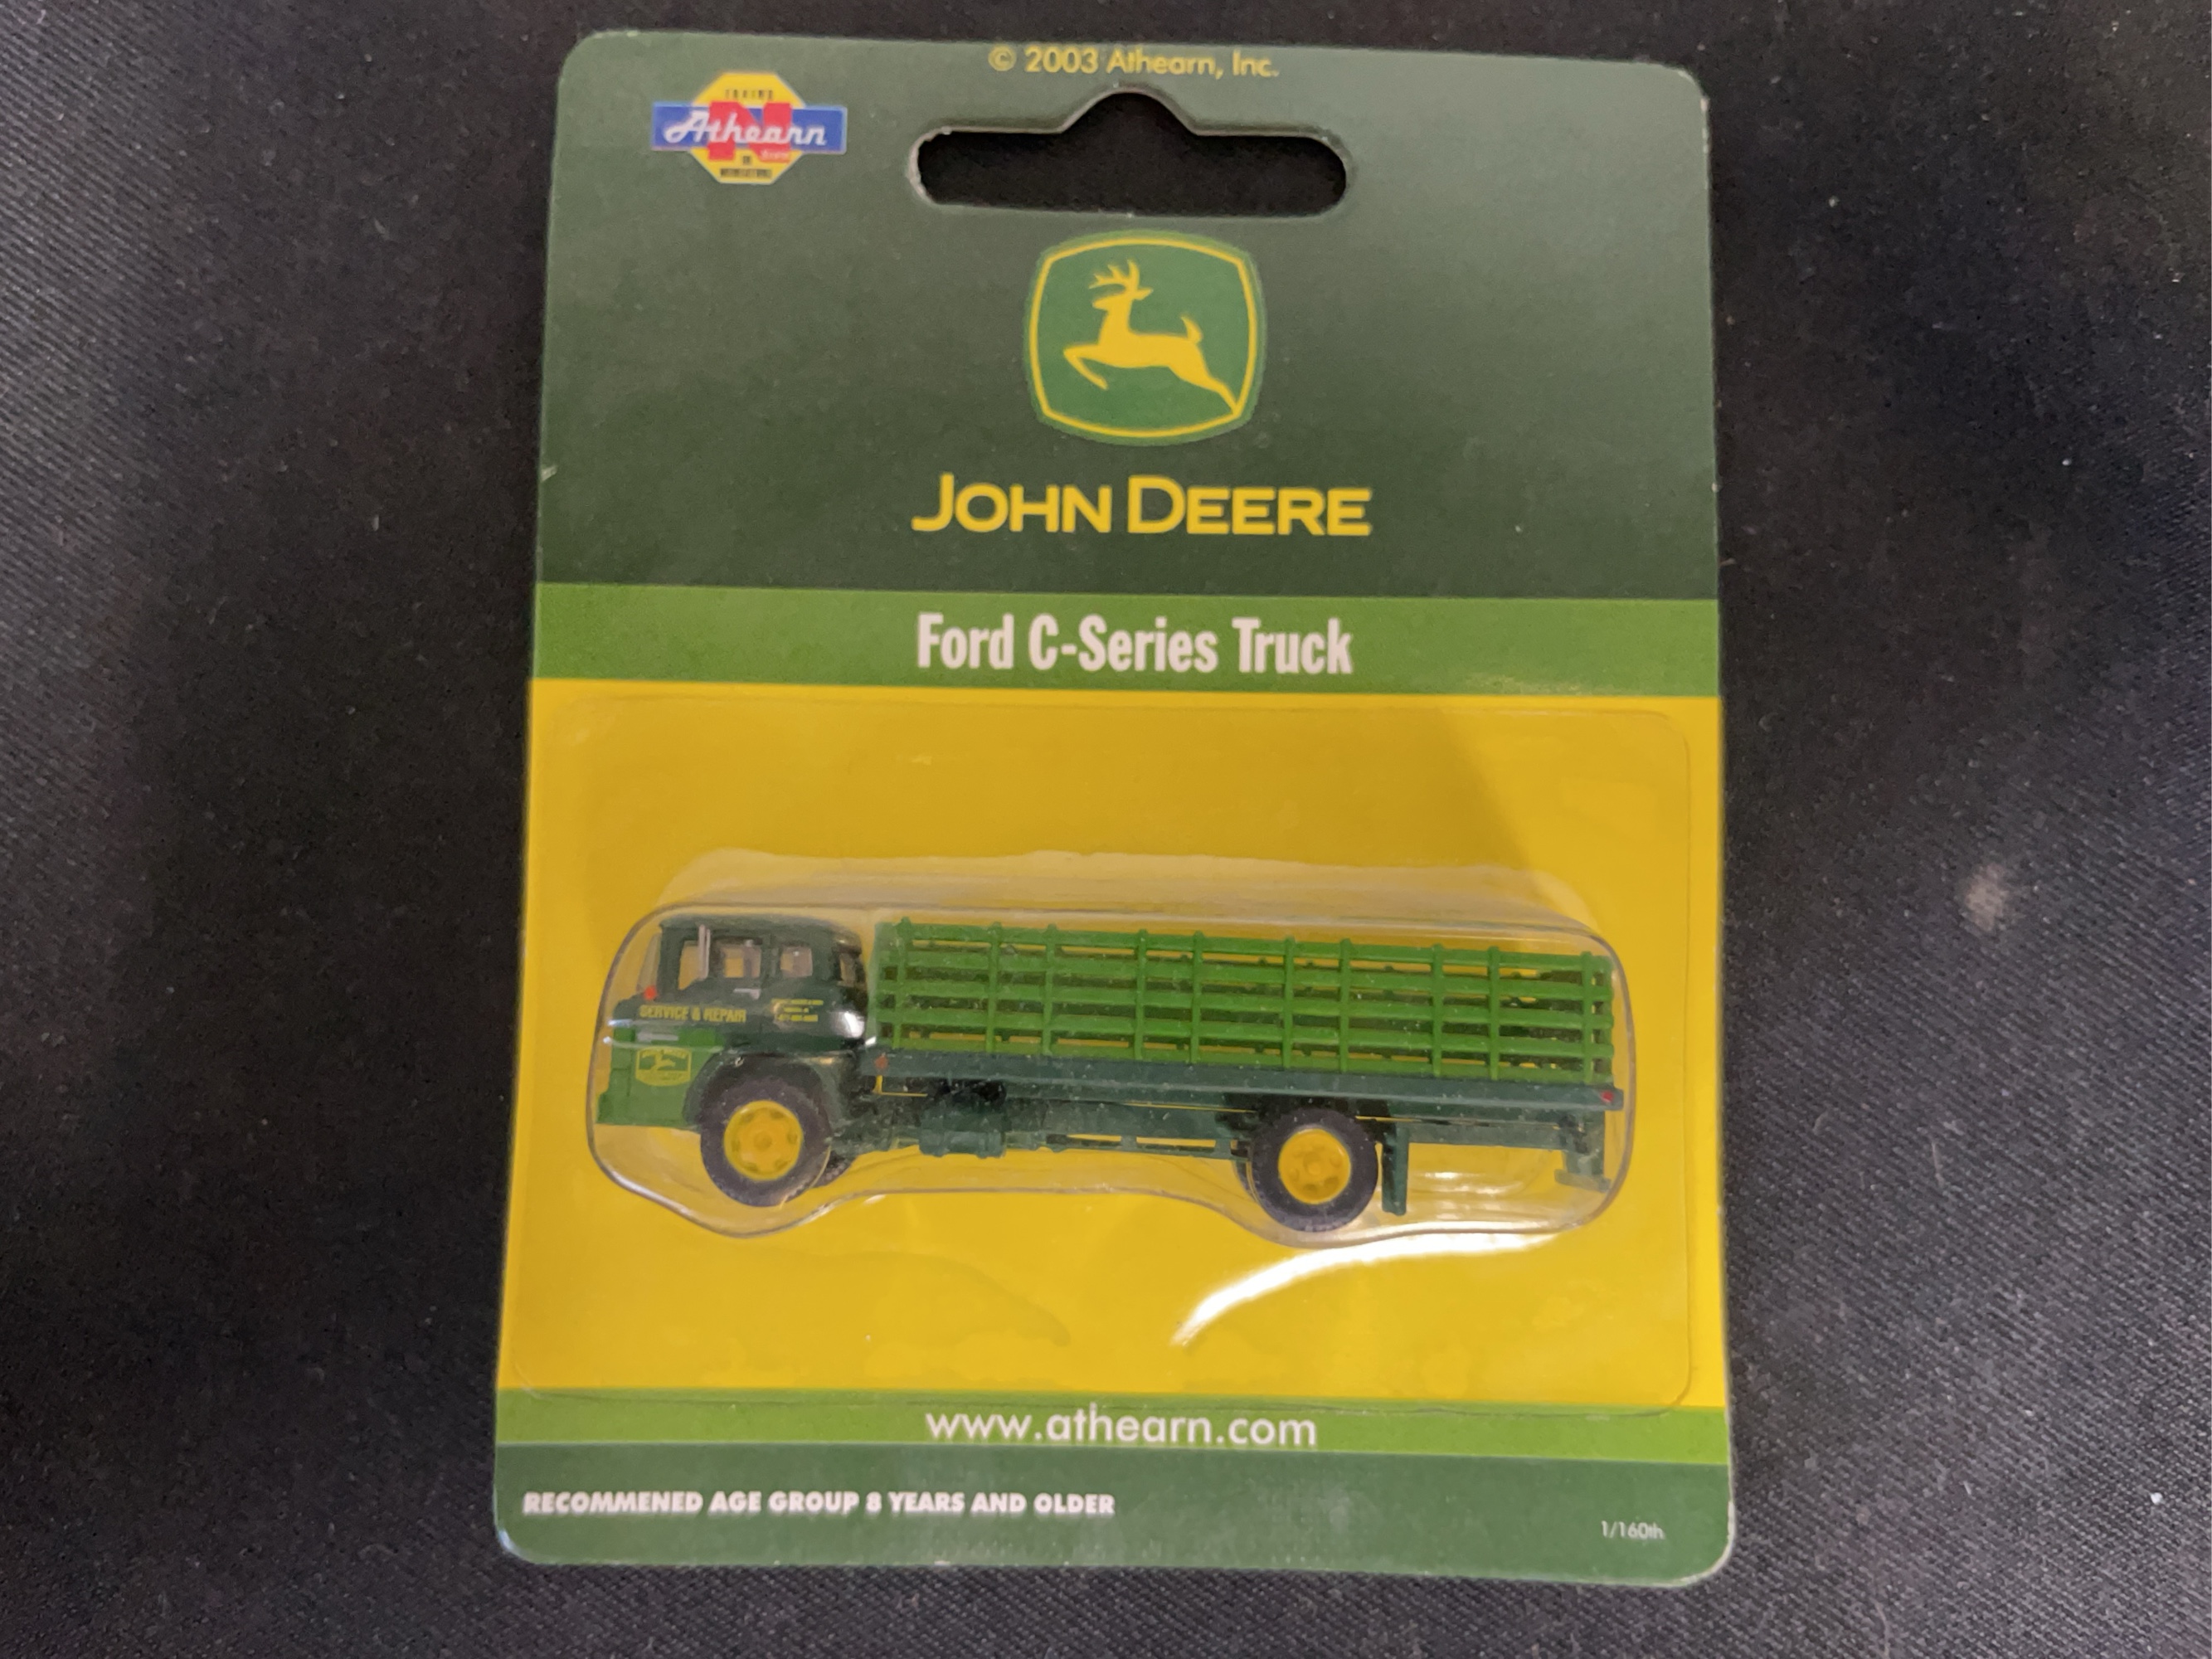 © 2003 Athearn, Inc.
Athearn
N
JOHN DEERE
Ford C-Series Truck
SERVICE & REPAIR
www.athearn.com
RECOMMENED AGE GROUP 8 YEARS AND OLDER
1/160th